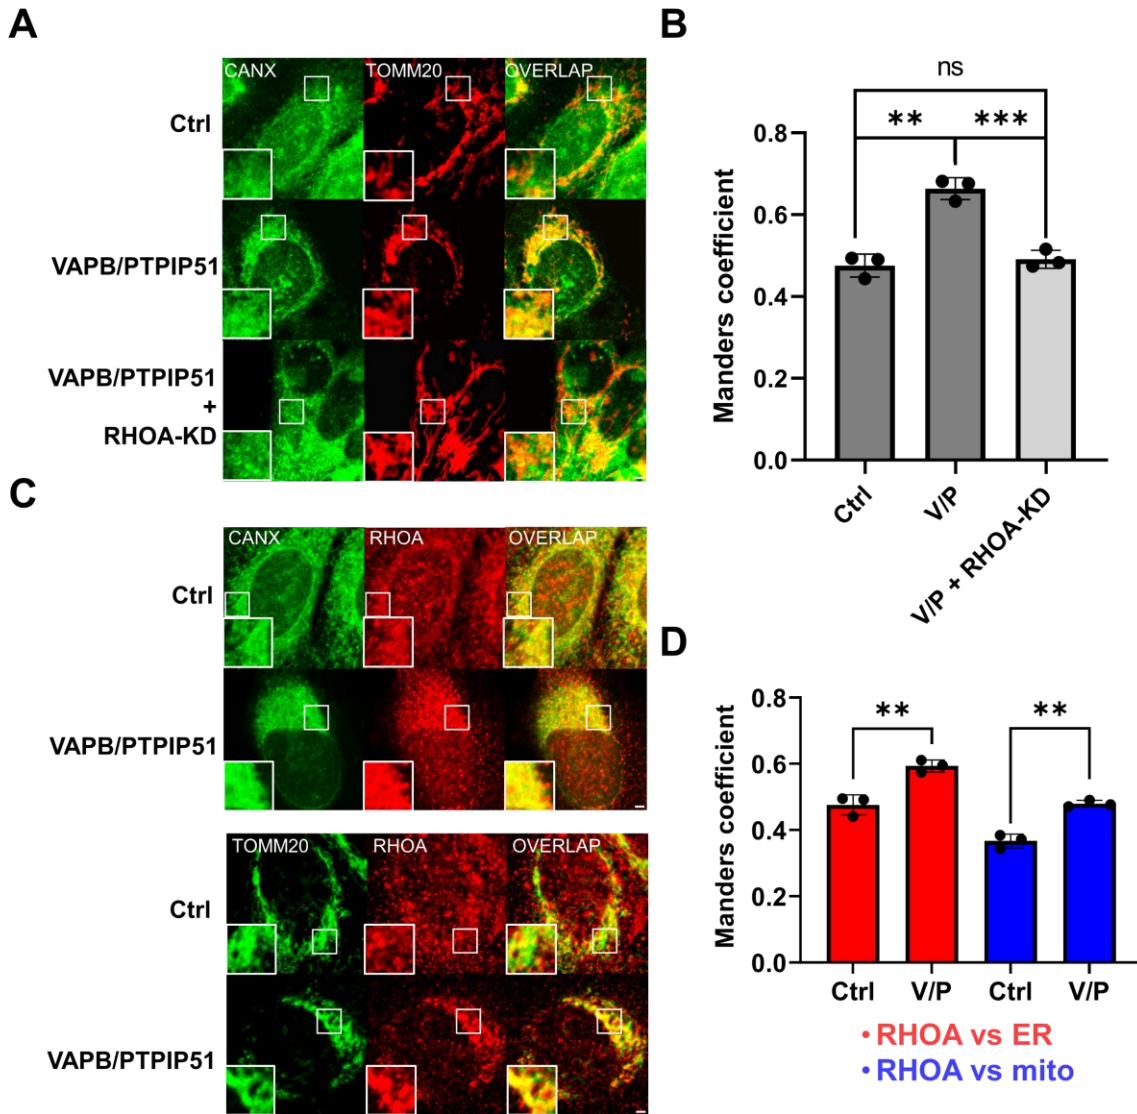 A
CANX TOMM20 OVERLAP
Ctrl
VAPB/PTPIP51
VAPB/PTPIP51
+
RHOA-KD
B
ns
** ***
Manders coefficient
0.8
0.6
0.4
0.2
0.0
Ctrl V/P V/P + RHOA-KD
C
CANX RHOA OVERLAP
Ctrl
VAPB/PTPIP51
TOMM20 RHOA OVERLAP
Ctrl
VAPB/PTPIP51
D
** **
Manders coefficient
0.8
0.6
0.4
0.2
0.0
Ctrl V/P Ctrl V/P
• RHOA vs ER
• RHOA vs mito